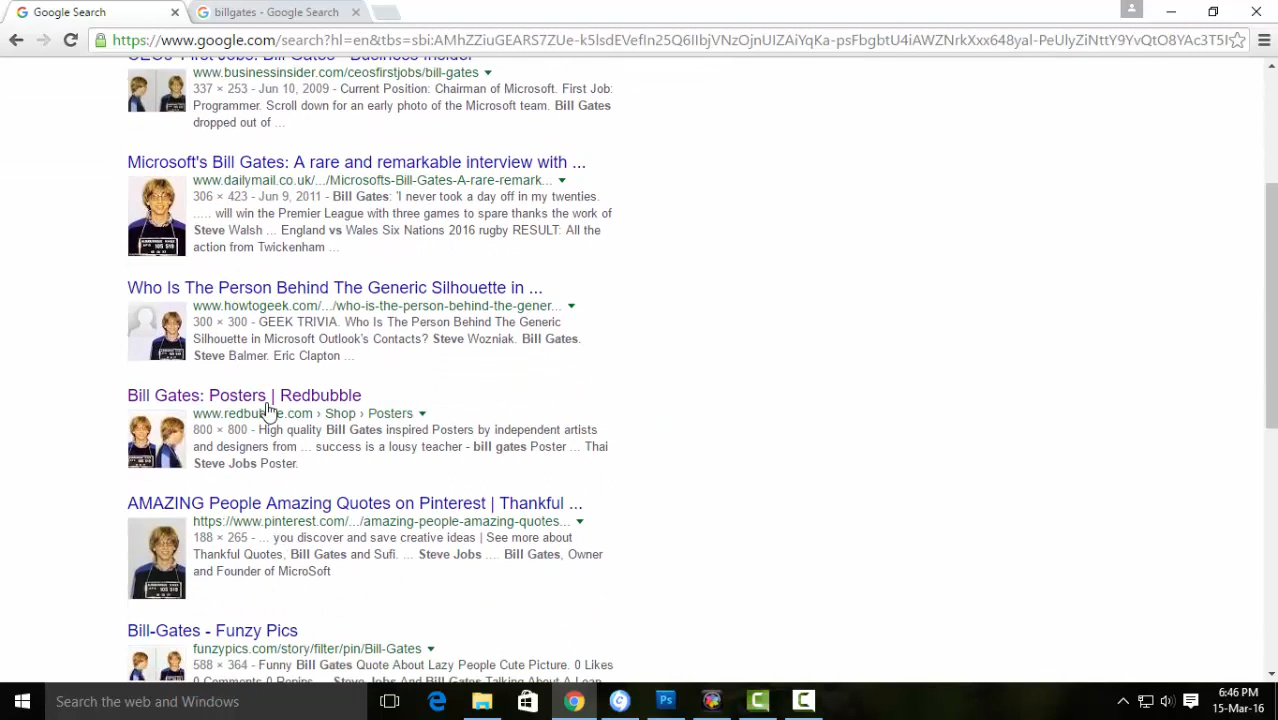 Google Search
billgates - Google Search
https://www.google.com/search?hl=en&tbs=sbi:
CEOs' First Jobs: Bill Gates - Business Insider
www.businessinsider.com/ceosfirstjobs/bill-gates
337 × 253 - Jun 10, 2009 - Current Position: Chairman of Microsoft. First Job:
Programmer. Scroll down for an early photo of the Microsoft team. Bill Gates
dropped out of ...
Microsoft's Bill Gates: A rare and remarkable interview with ...
www.dailymail.co.uk/.../Microsofts-Bill-Gates-A-rare-remark...
306 × 423 - Jun 9, 2011 - Bill Gates: 'I never took a day off in my twenties.
..... will win the Premier League with three games to spare thanks the work of
Steve Walsh ... England vs Wales Six Nations 2016 rugby RESULT: All the
action from Twickenham ...
Who Is The Person Behind The Generic Silhouette in ...
www.howtogeek.com/.../who-is-the-person-behind-the-gener...
300 × 300 - GEEK TRIVIA. Who Is The Person Behind The Generic
Silhouette in Microsoft Outlook's Contacts? Steve Wozniak. Bill Gates.
Steve Balmer. Eric Clapton ...
Bill Gates: Posters | Redbubble
www.redbubble.com › Shop › Posters
800 × 800 - High quality Bill Gates inspired Posters by independent artists
and designers from ... success is a lousy teacher - bill gates Poster ... Thai
Steve Jobs Poster.
AMAZING People Amazing Quotes on Pinterest | Thankful ...
https://www.pinterest.com/.../amazing-people-amazing-quotes...
188 × 265 - ... you discover and save creative ideas | See more about
Thankful Quotes, Bill Gates and Sufi. ... Steve Jobs .... Bill Gates, Owner
and Founder of MicroSoft
Bill-Gates - Funzy Pics
funzypics.com/story/filter/pin/Bill-Gates
588 × 364 - Funny Bill Gates Quote About Lazy People Cute Picture. 0 Likes
0 Comments 0 Repins ... Steve Jobs And Bill Gates Talking About A Leap
Search the web and Windows
6:46 PM
15-Mar-16